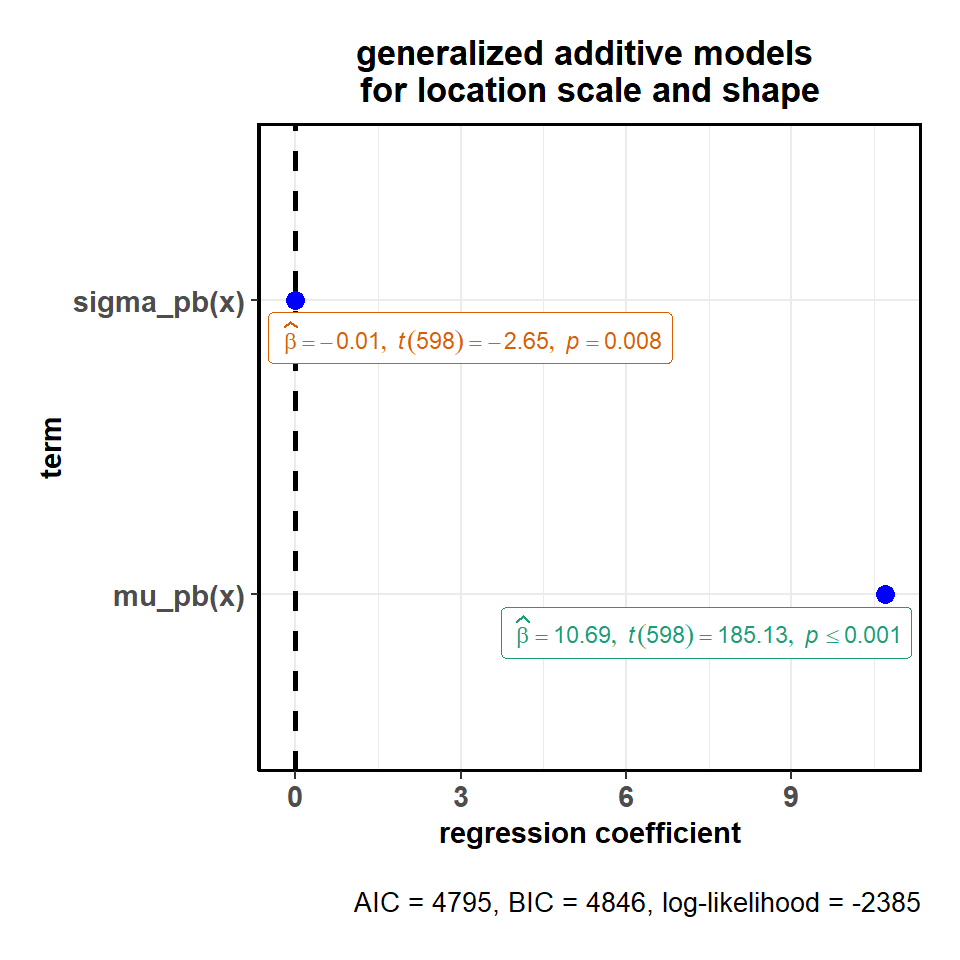 generalized additive models
for location scale and shape
term
sigma_pb(x)
β̂ = −0.01, t(598) = −2.65, p = 0.008
mu_pb(x)
β̂ = 10.69, t(598) = 185.13, p ≤ 0.001
0 3 6 9
regression coefficient
AIC = 4795, BIC = 4846, log-likelihood = -2385